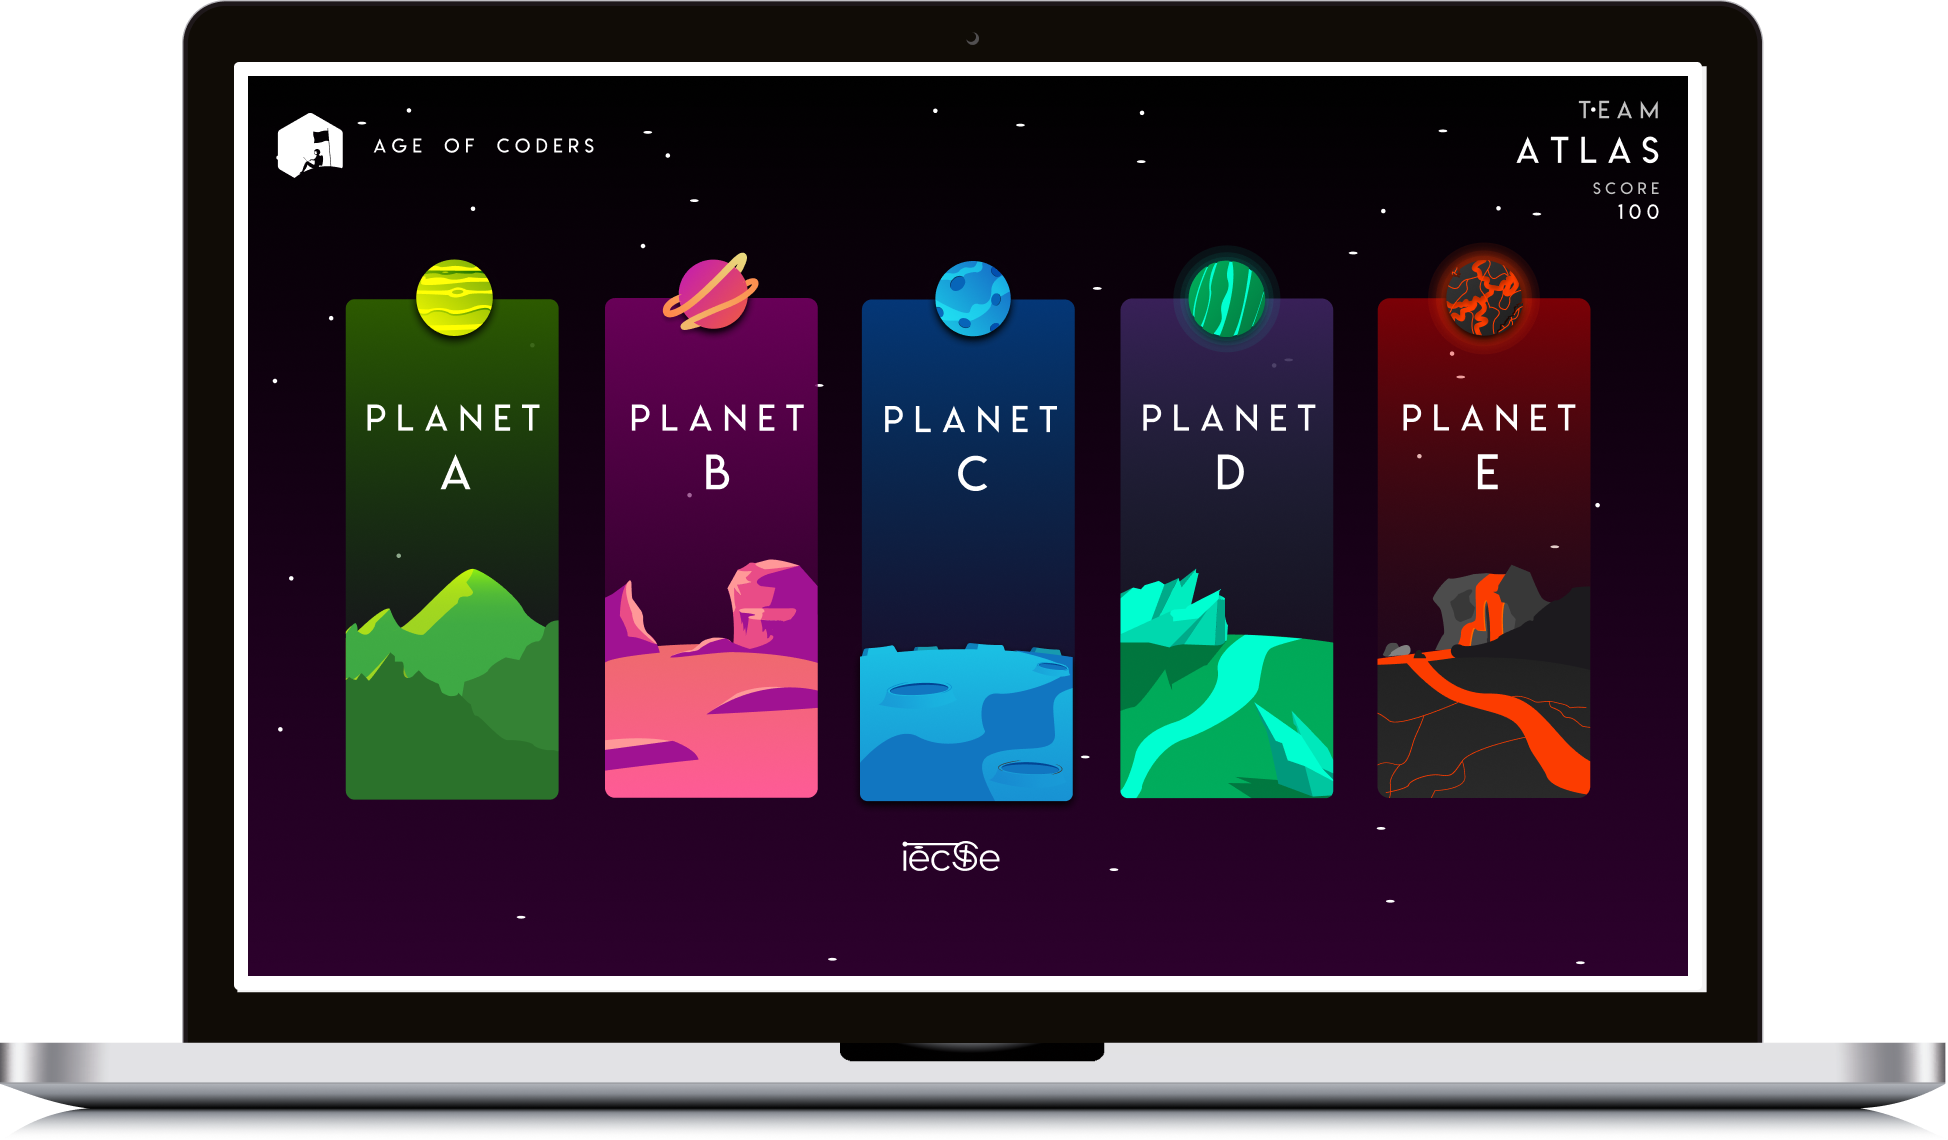 AGE OF CODERS
TEAM
ATLAS
SCORE
100
PLANET
A
PLANET
B
PLANET
C
PLANET
D
PLANET
E
iecse